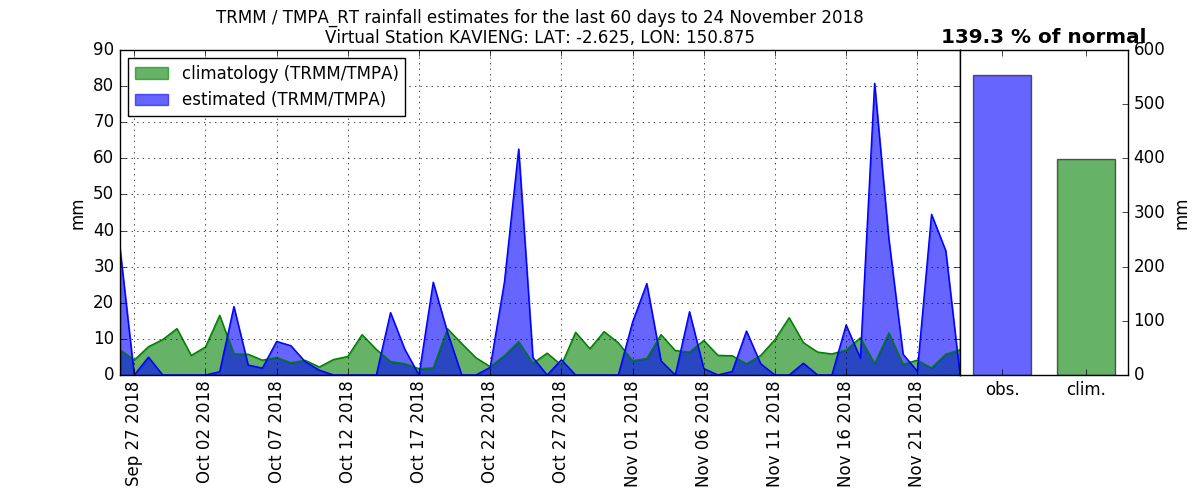 TRMM / TMPA_RT rainfall estimates for the last 60 days to 24 November 2018
Virtual Station KAVIENG: LAT: -2.625, LON: 150.875
139.3 % of normal
climatology (TRMM/TMPA)
estimated (TRMM/TMPA)
mm
90
80
70
60
50
40
30
20
10
0
Sep 27 2018
Oct 02 2018
Oct 07 2018
Oct 12 2018
Oct 17 2018
Oct 22 2018
Oct 27 2018
Nov 01 2018
Nov 06 2018
Nov 11 2018
Nov 16 2018
Nov 21 2018
600
500
400
300
200
100
0
mm
obs.
clim.